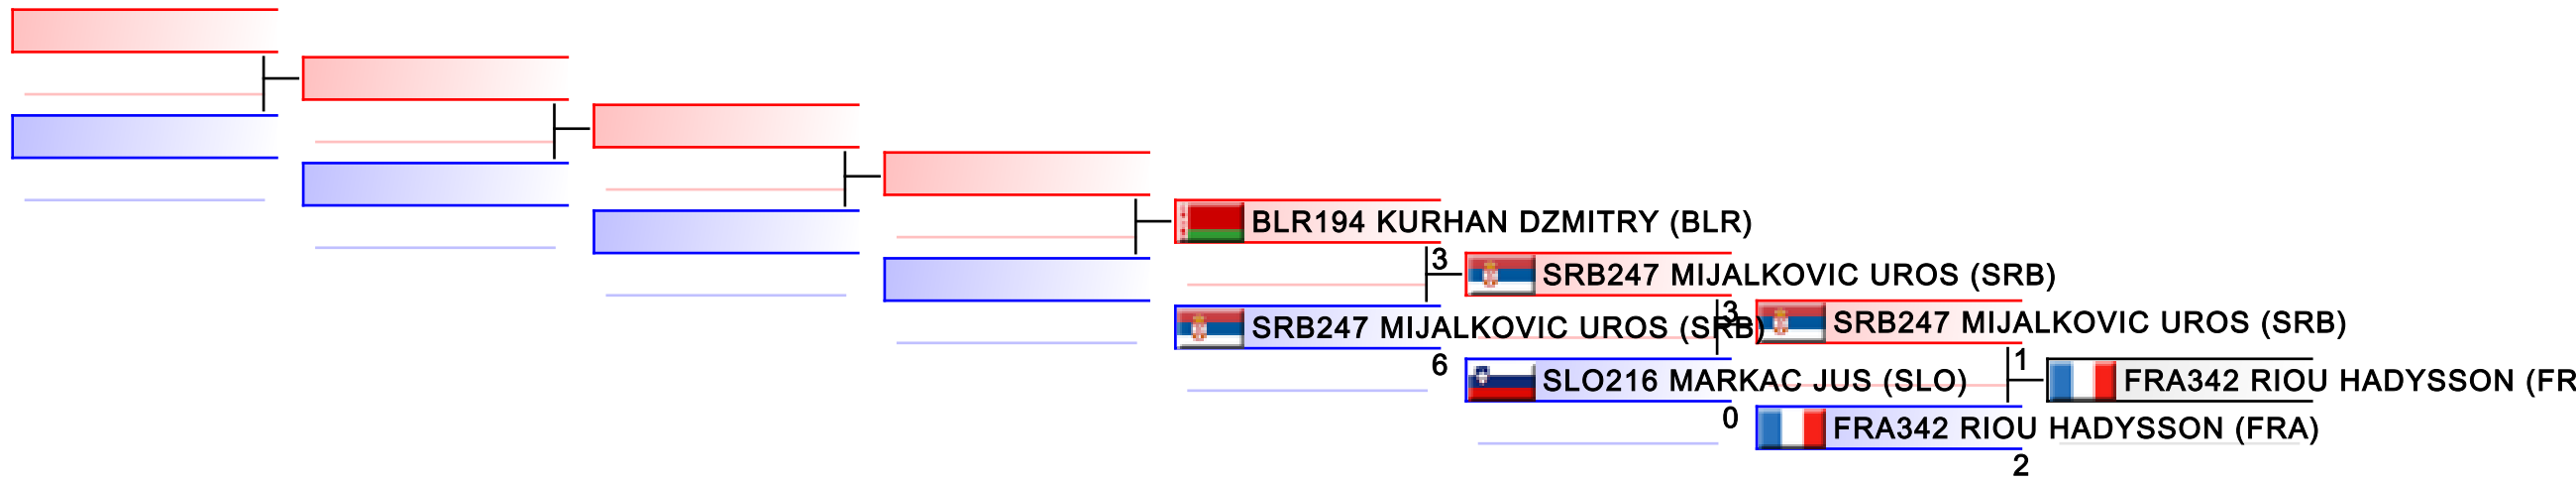 BLR194 KURHAN DZMITRY (BLR)
3
SRB247 MIJALKOVIC UROS (SRB)
6
SRB247 MIJALKOVIC UROS (SRB)
3
SLO216 MARKAC JUS (SLO)
0
SRB247 MIJALKOVIC UROS (SRB)
1
FRA342 RIOU HADYSSON (FRA)
2
FRA342 RIOU HADYSSON (FR